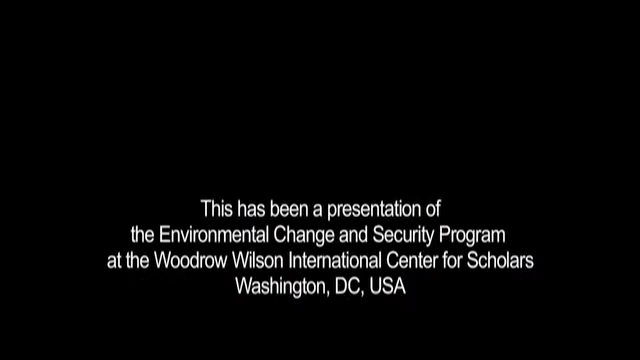 This has been a presentation of
the Environmental Change and Security Program
at the Woodrow Wilson International Center for Scholars
Washington, DC, USA